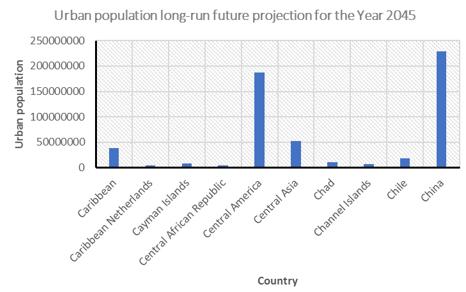 Urban population long-run future projection for the Year 2045
250000000
200000000
150000000
100000000
50000000
0
Urban population
Caribbean
Caribbean Netherlands
Cayman Islands
Central African Republic
Central America
Central Asia
Chad
Channel Islands
Chile
China
Country